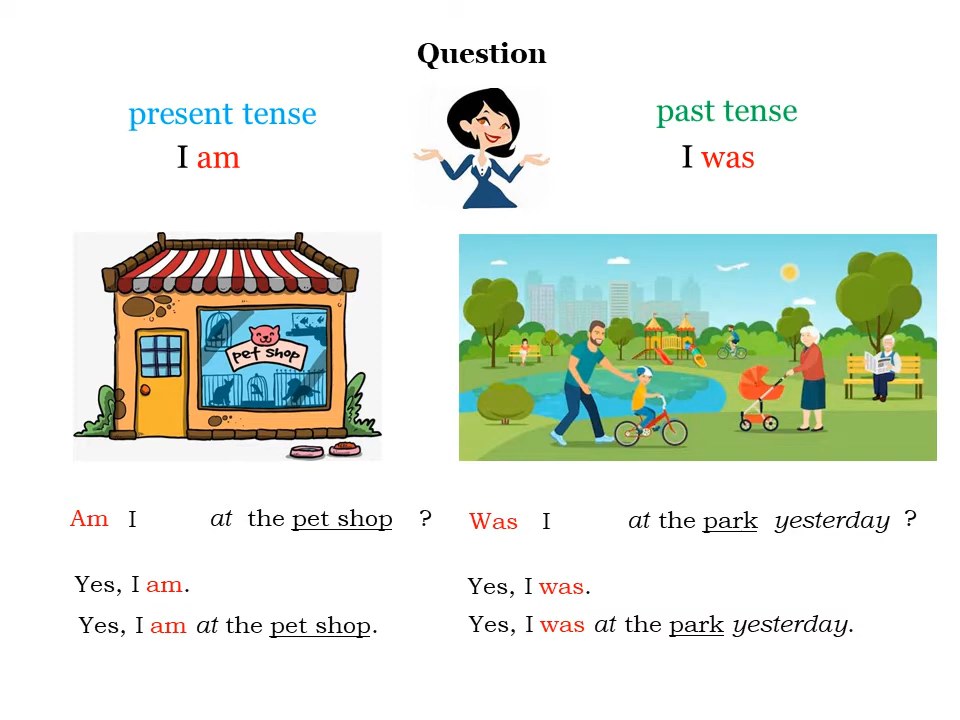 Question
present tense
I am
past tense
I was
pet shop
Am I at the pet shop ?
Yes, I am.
Yes, I am at the pet shop.
Was I at the park yesterday ?
Yes, I was.
Yes, I was at the park yesterday.